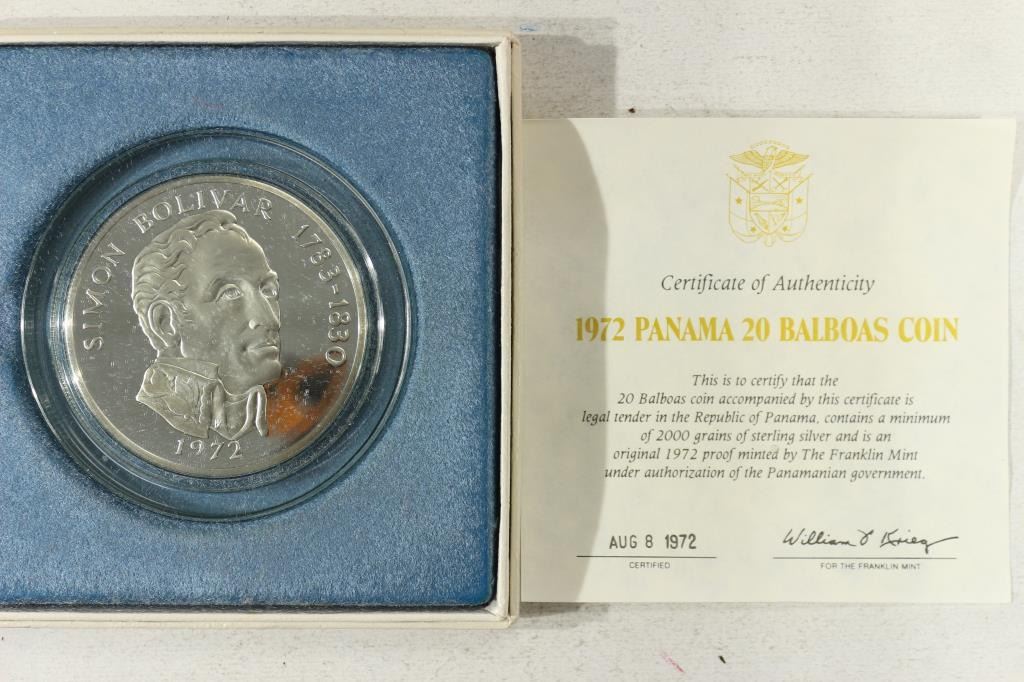 SIMON BOLIVAR 1783-1830
1972
Certificate of Authenticity
1972 PANAMA 20 BALBOAS COIN
This is to certify that the
20 Balboas coin accompanied by this certificate is
legal tender in the Republic of Panama, contains a minimum
of 2000 grains of sterling silver and is an
original 1972 proof minted by The Franklin Mint
under authorization of the Panamanian government.
AUG 8 1972
CERTIFIED
William Krieg
FOR THE FRANKLIN MINT